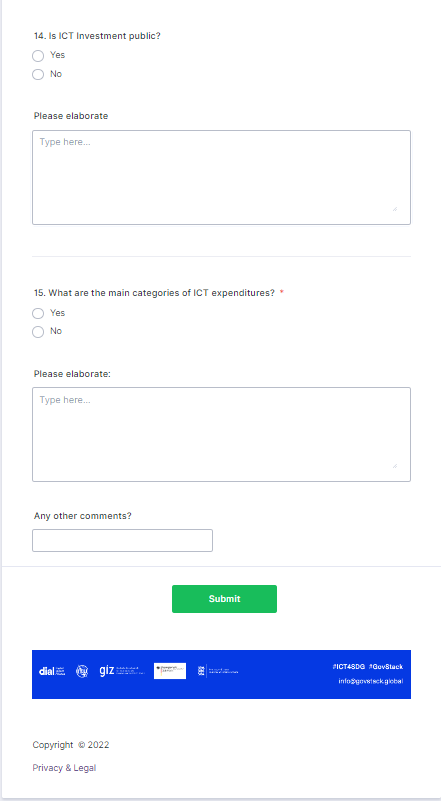 14. Is ICT Investment public?
Yes
No
Please elaborate
Type here...
15. What are the main categories of ICT expenditures? *
Yes
No
Please elaborate:
Type here...
Any other comments?
Submit
dial
giz
#ICT4SDG #GovStack
info@govstack.global
Copyright © 2022
Privacy & Legal